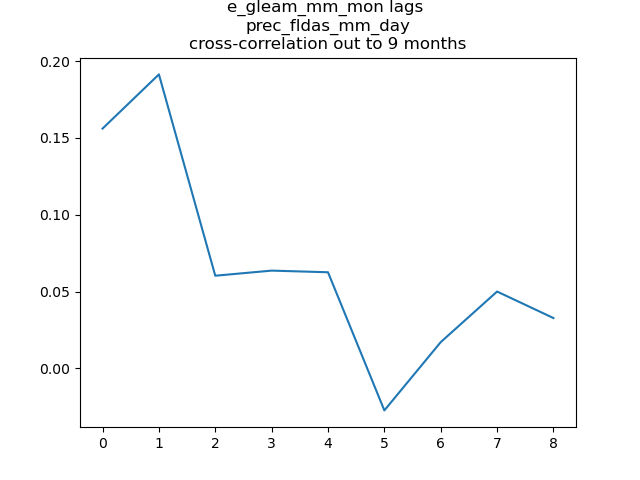 e_gleam_mm_mon lags
prec_fldas_mm_day
cross-correlation out to 9 months
0.20
0.15
0.10
0.05
0.00
0 1 2 3 4 5 6 7 8